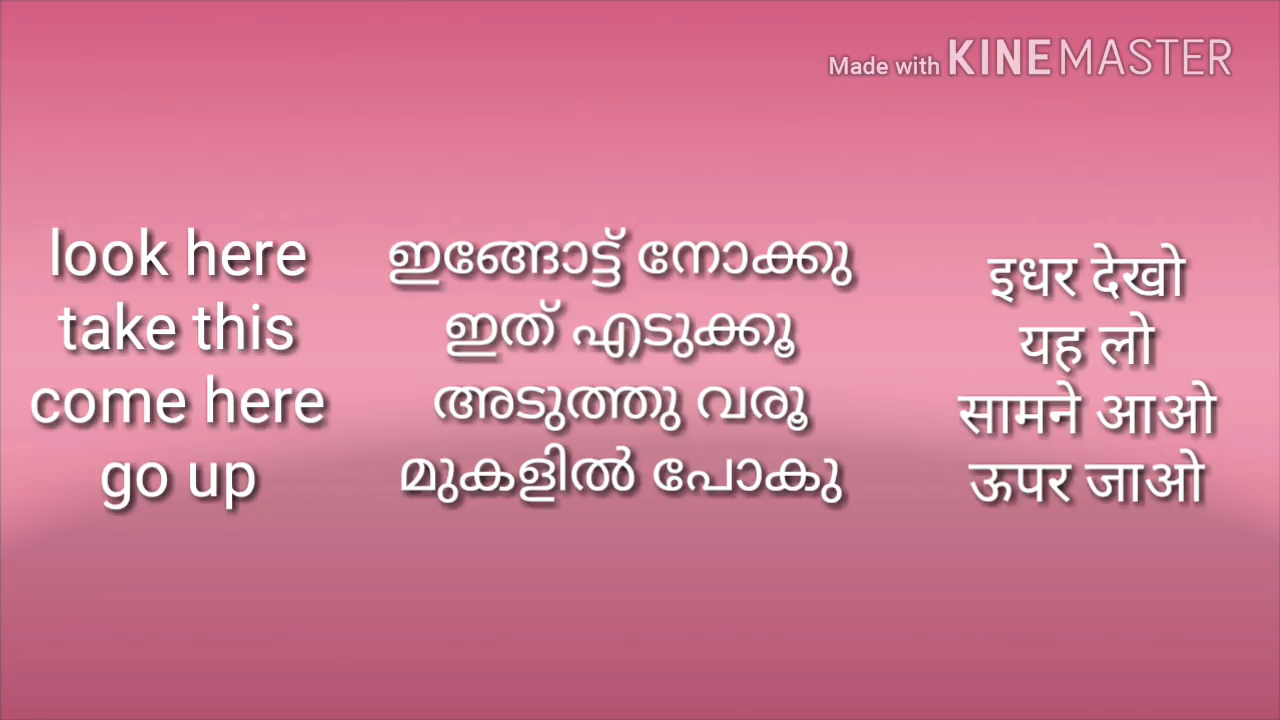 Made with KINEMASTER
look here
take this
come here
go up
ഇങ്ങോട്ട് നോക്കു
ഇത് എടുക്കൂ
അടുത്തു വരൂ
മുകളിൽ പോകു
इधर देखो
यह लो
सामने आओ
ऊपर जाओ